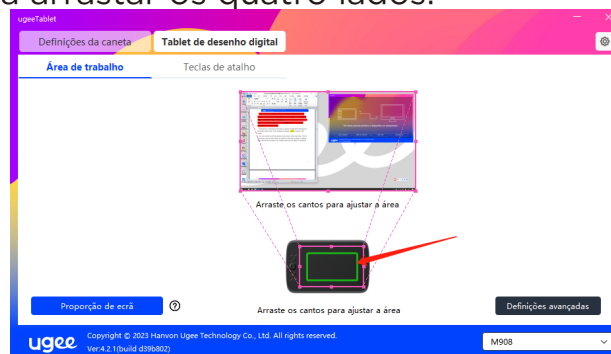 a arrastar os quatro lados.
ugeeTablet
Definições da caneta
Tablet de desenho digital
Área de trabalho
Teclas de atalho
Arraste os cantos para ajustar a área
Arraste os cantos para ajustar a área
Proporção de ecrã
Definições avançadas
ugee
Copyright © 2023 Hanvon Ugee Technology Co., Ltd. All rights reserved.
Ver:4.2.1(build d39b802)
M908